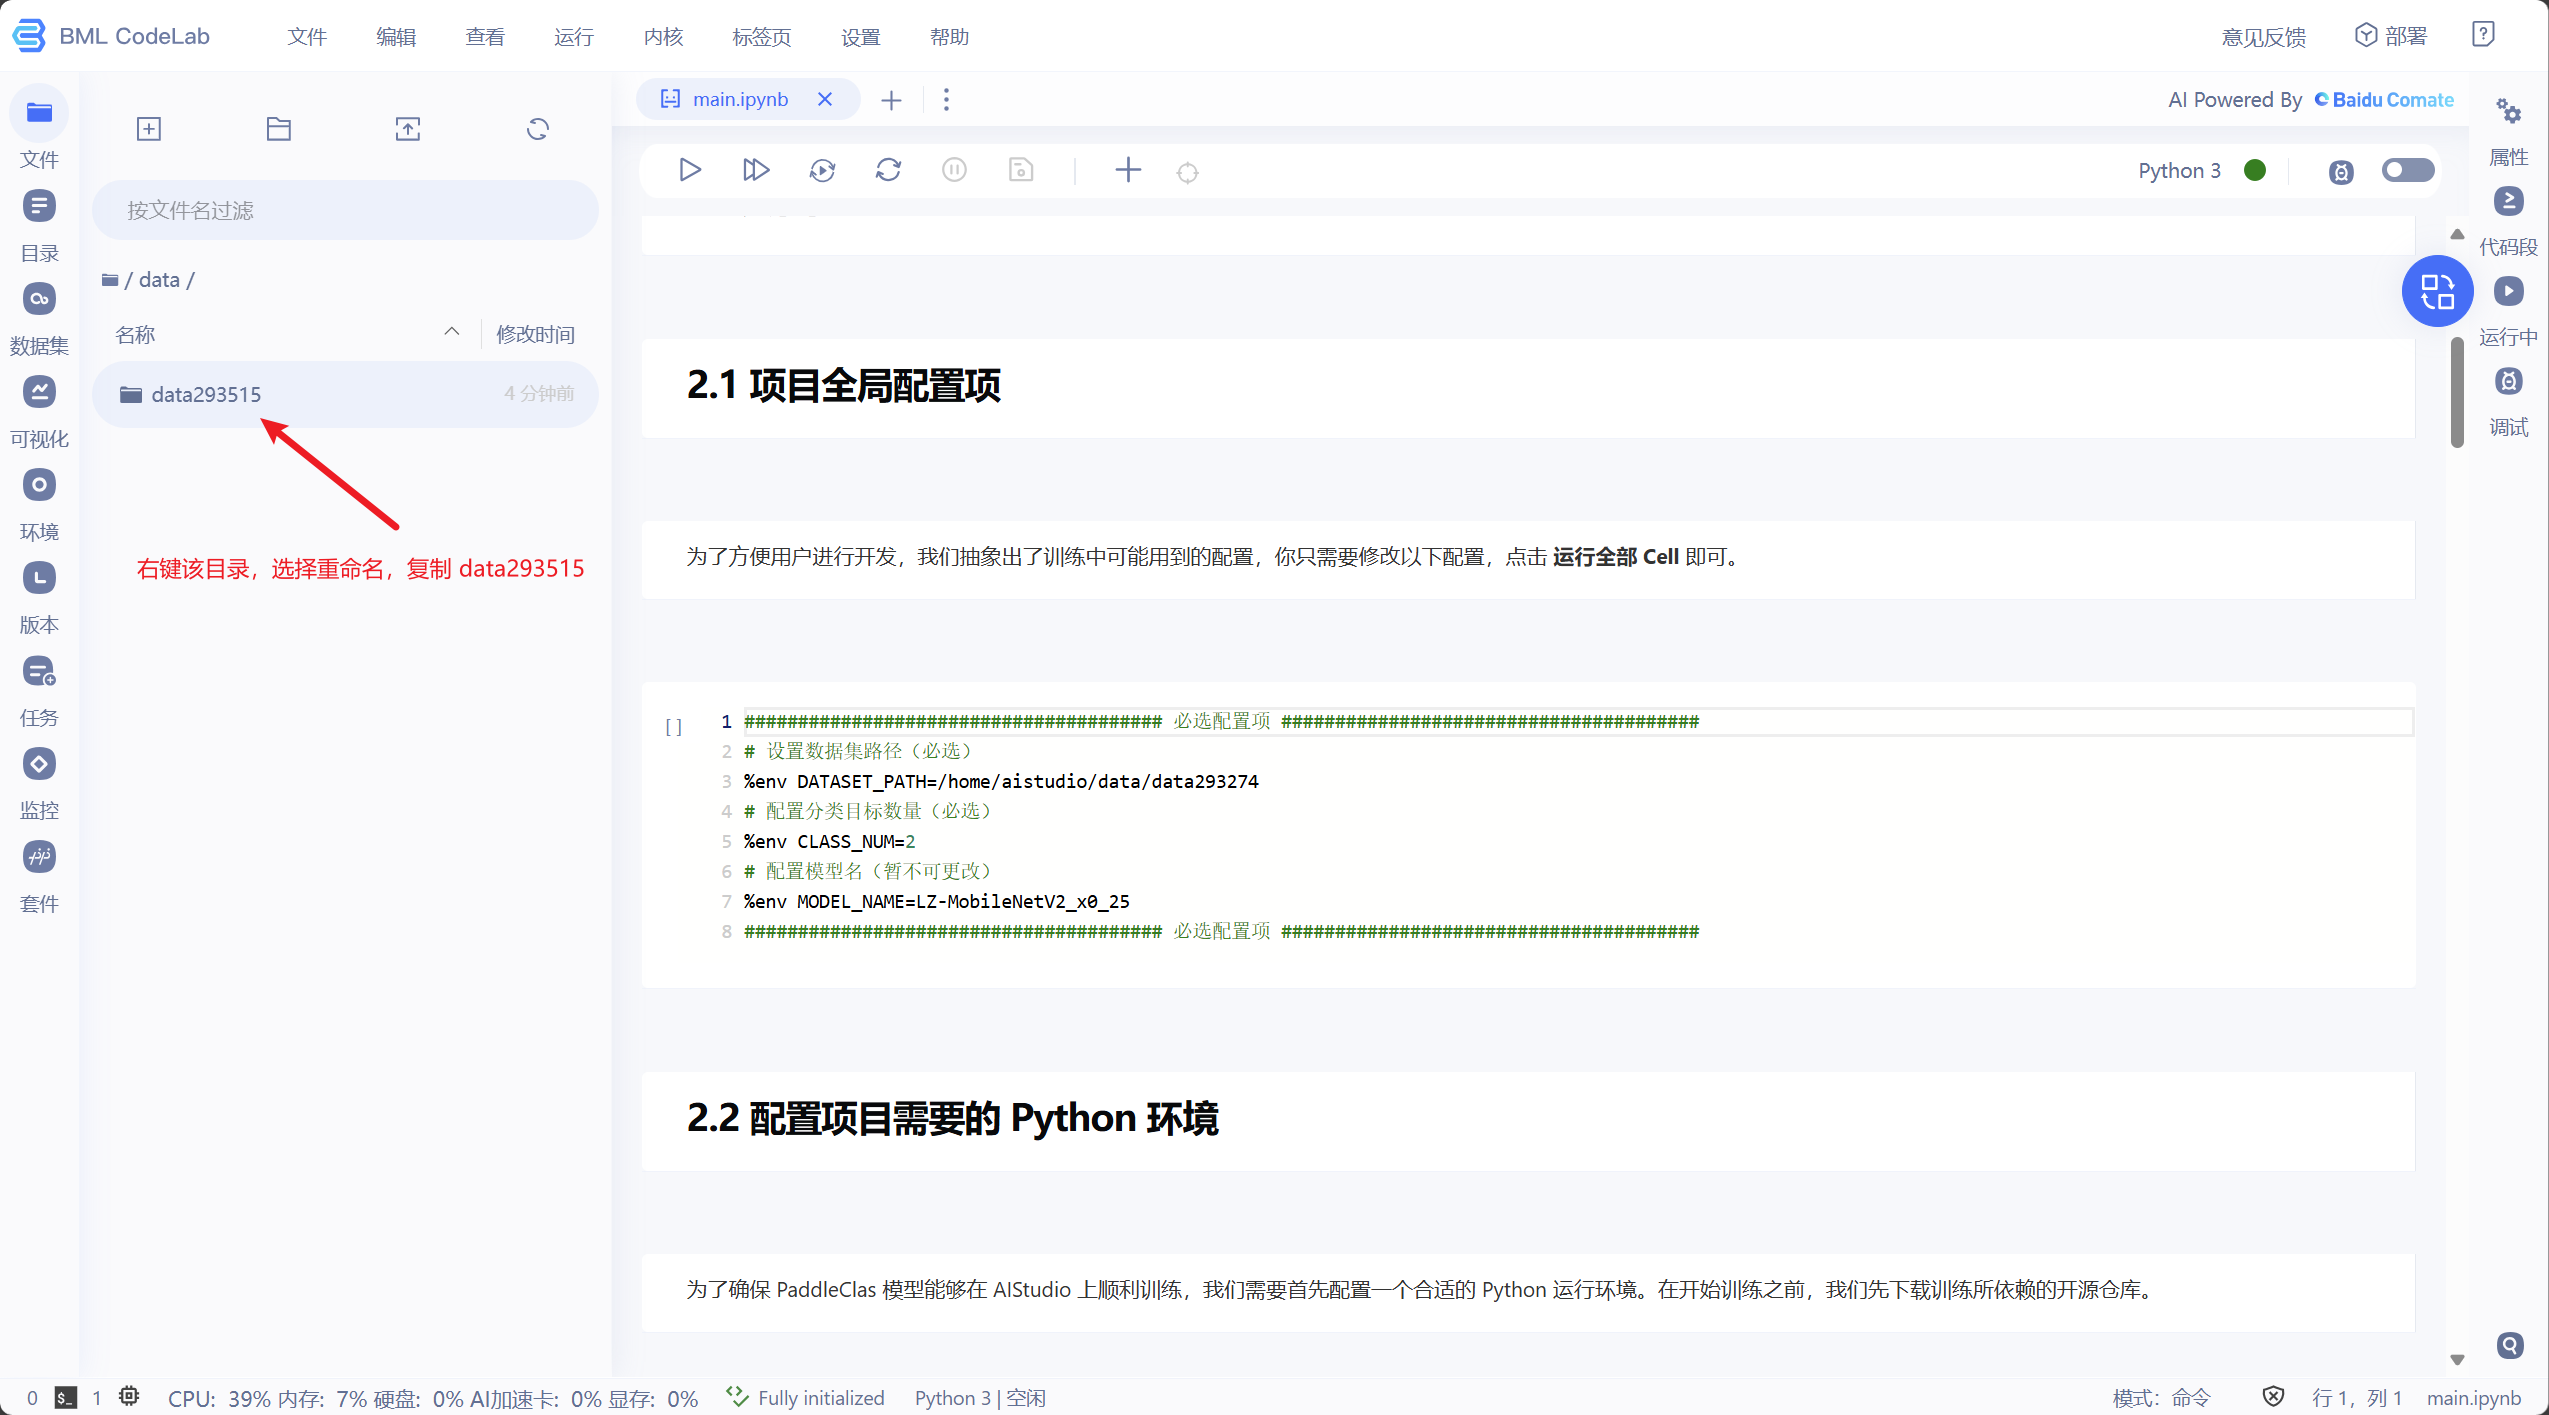 BML CodeLab
文件 编辑 查看 运行 内核 标签页 设置 帮助
意见反馈 部署
文件
目录
数据集
可视化
环境
版本
任务
监控
套件
按文件名过滤
/ data /
名称 修改时间
data293515 4 分钟前
右键该目录，选择重命名，复制 data293515
main.ipynb
AI Powered By Baidu Comate
Python 3
属性
代码段
运行中
调试
2.1 项目全局配置项
为了方便用户进行开发，我们抽象出了训练中可能用到的配置，你只需要修改以下配置，点击 运行全部 Cell 即可。
[ ]
1 ####################################### 必选配置项 #######################################
2 # 设置数据集路径（必选）
3 %env DATASET_PATH=/home/aistudio/data/data293274
4 # 配置分类目标数量（必选）
5 %env CLASS_NUM=2
6 # 配置模型名（暂不可更改）
7 %env MODEL_NAME=LZ-MobileNetV2_x0_25
8 ####################################### 必选配置项 #######################################
2.2 配置项目需要的 Python 环境
为了确保 PaddleClas 模型能够在 AIStudio 上顺利训练，我们需要首先配置一个合适的 Python 运行环境。在开始训练之前，我们先下载训练所依赖的开源仓库。
0 $_ 1 CPU: 39% 内存: 7% 硬盘: 0% AI加速卡: 0% 显存: 0% Fully initialized Python 3 | 空闲 模式: 命令 行 1，列 1 main.ipynb